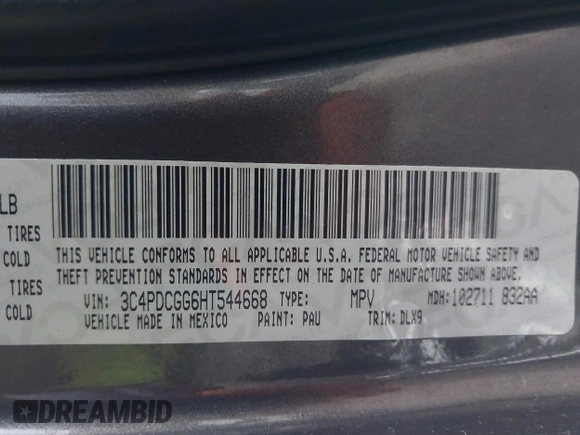 LB
TIRES
COLD
TIRES
COLD
THIS VEHICLE CONFORMS TO ALL APPLICABLE U.S.A. FEDERAL MOTOR VEHICLE SAFETY AND
THEFT PREVENTION STANDARDS IN EFFECT ON THE DATE OF MANUFACTURE SHOWN ABOVE.
VIN: 3C4PDCGG6HT544668 TYPE: MPV MDH:102711 832AA
VEHICLE MADE IN MEXICO PAINT: PAU TRIM: DLX9
DREAMBID